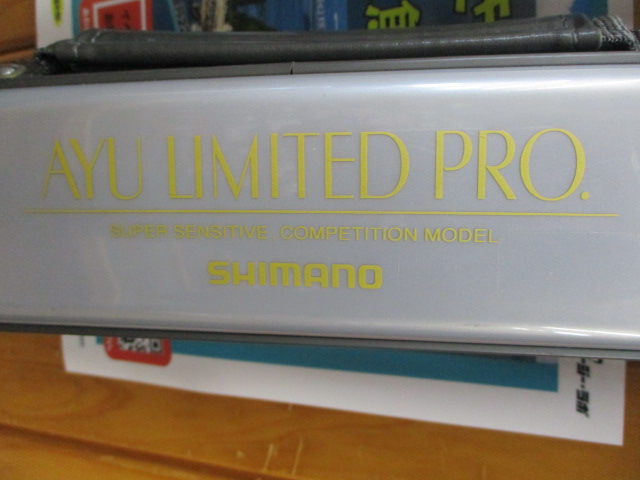 AYU LIMITED PRO.
SUPER SENSITIVE. COMPETITION MODEL
SHIMANO